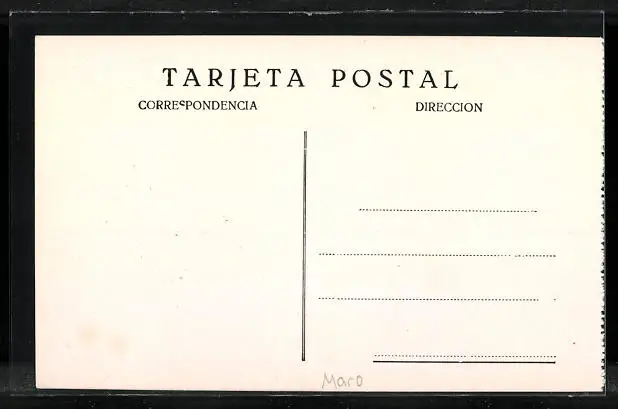 TARJETA POSTAL
CORRESPONDENCIA
DIRECCION
Maro